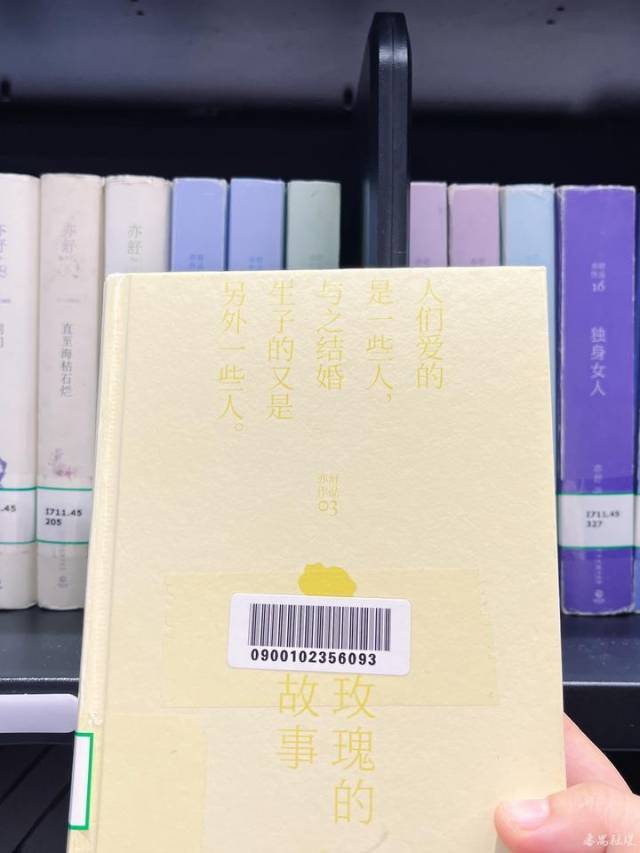 人们爱的
是一些人，
与之结婚
生子的又是
另外一些人。
亦舒
作品
03
0900102356093
玫瑰的
故事
亦舒
直至海枯石烂
I711.45
205
亦舒
亦舒
作品
16
独身女人
I711.45
327